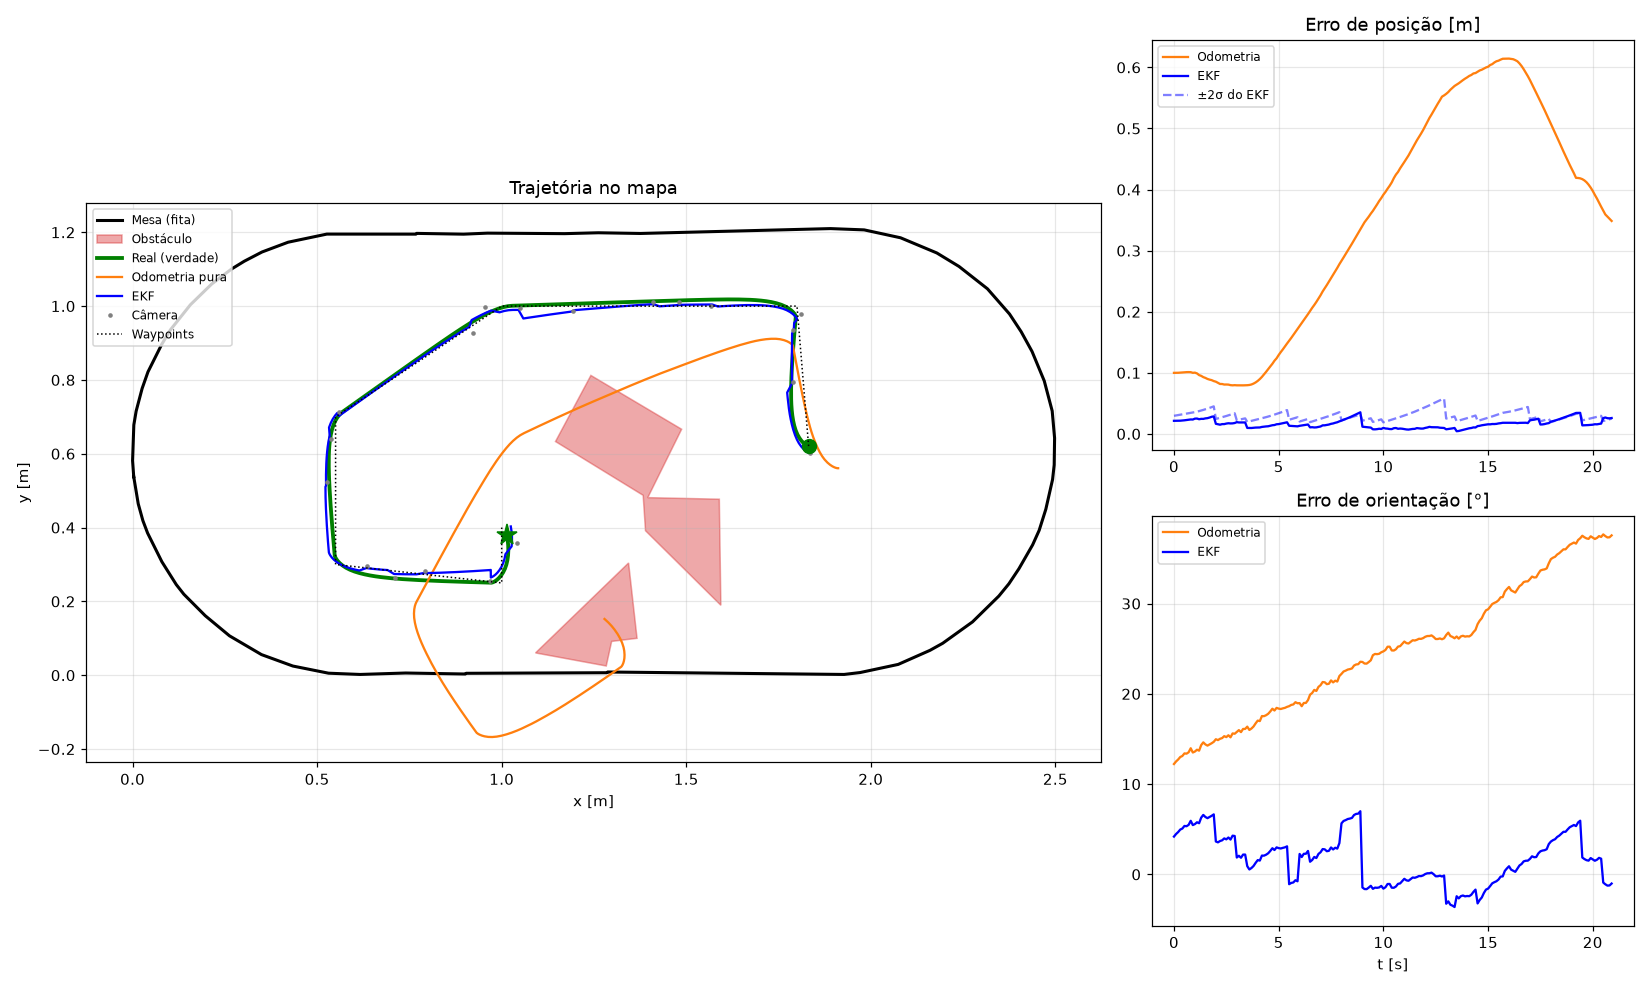 Trajetória no mapa
Mesa (fita)
Obstáculo
Real (verdade)
Odometria pura
EKF
Câmera
Waypoints
y [m]
1.2
1.0
0.8
0.6
0.4
0.2
0.0
−0.2
0.0 0.5 1.0 1.5 2.0 2.5
x [m]
Erro de posição [m]
Odometria
EKF
±2σ do EKF
0.6
0.5
0.4
0.3
0.2
0.1
0.0
0 5 10 15 20
Erro de orientação [°]
Odometria
EKF
30
20
10
0
0 5 10 15 20
t [s]